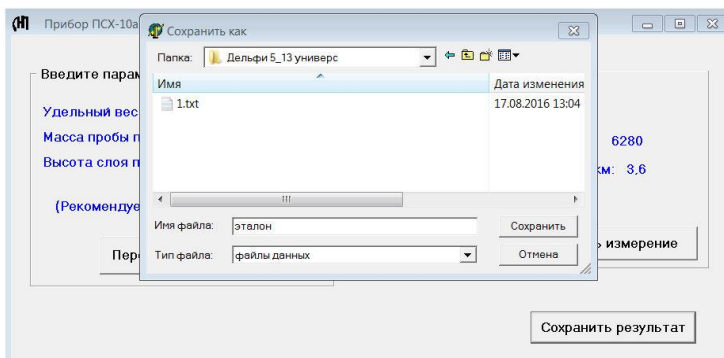 Прибор ПСХ-10а
Сохранить как
Папка: Дельфи 5_13 универс
Имя Дата изменения
1.txt 17.08.2016 13:04
Имя файла: эталон Сохранить
Тип файла: файлы данных Отмена
Введите парам
Удельный вес
Масса пробы п
Высота слоя п
(Рекомендуе
Пер
6280
км: 3,6
измерение
Сохранить результат